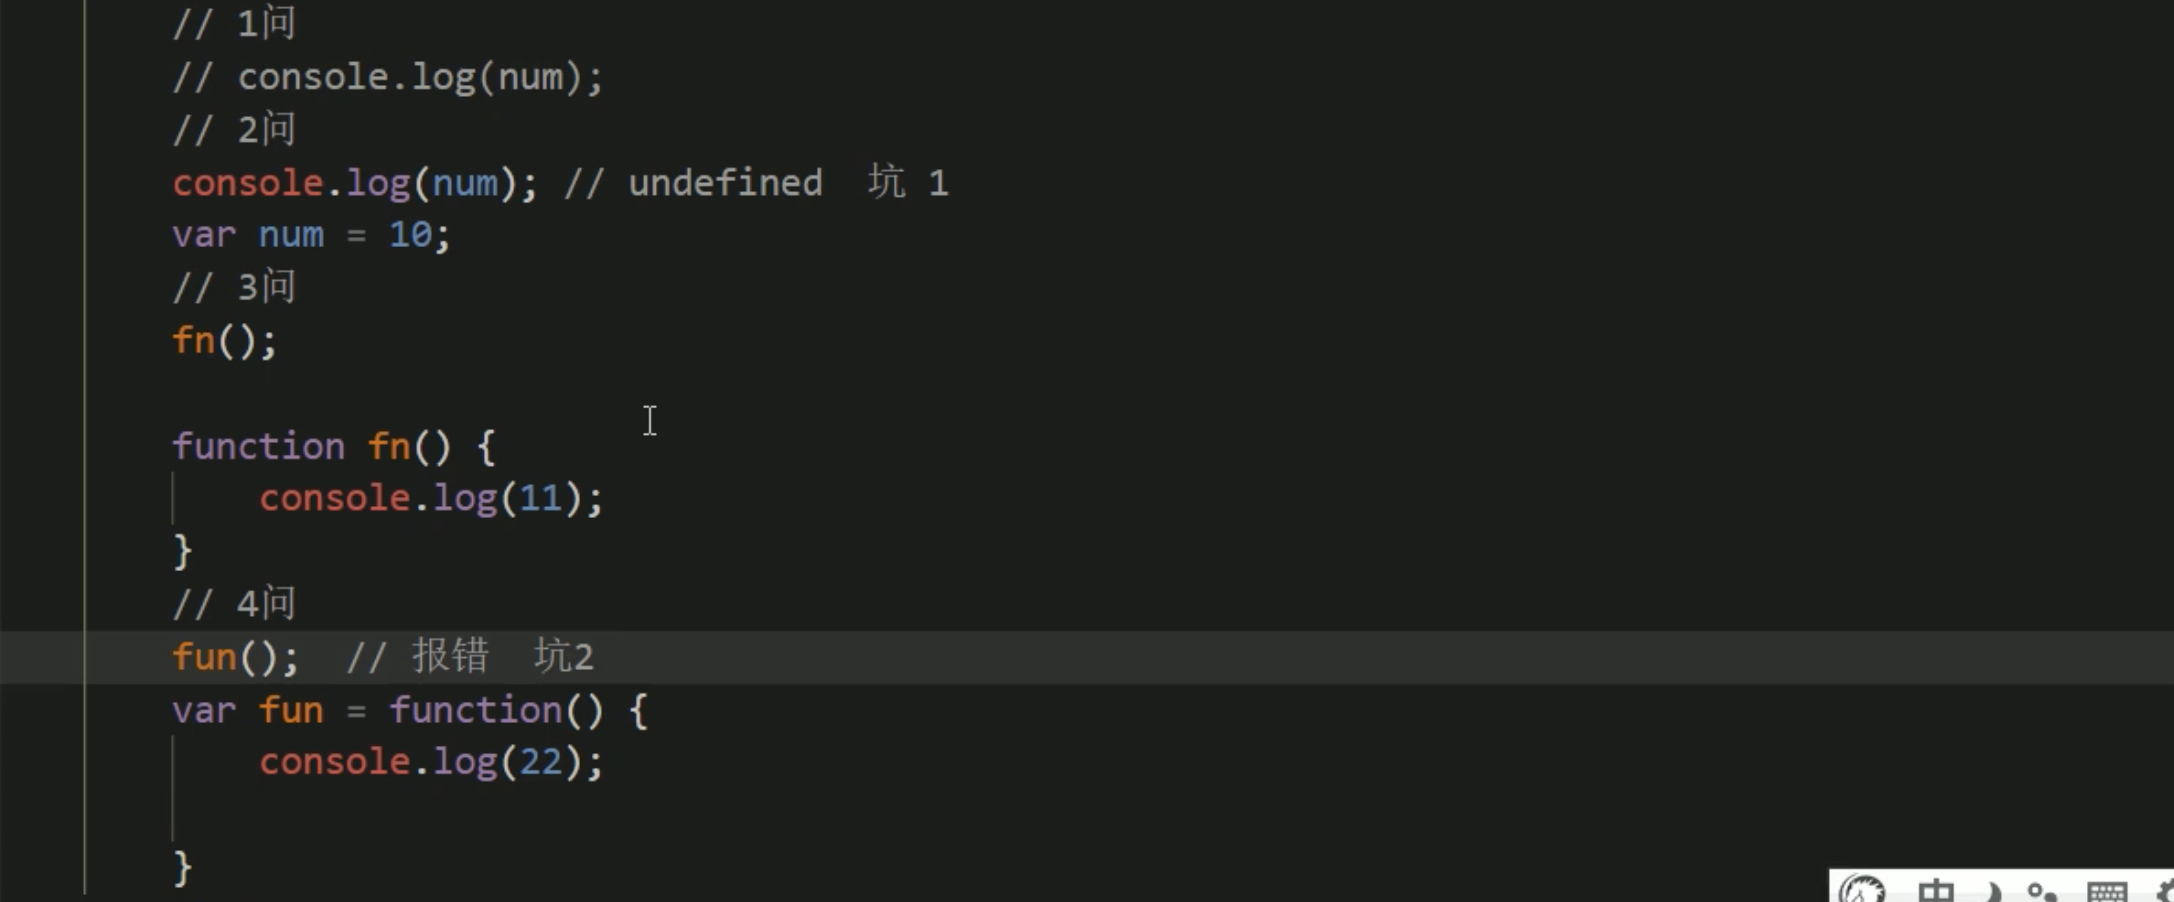 // 1问
// console.log(num);
// 2问
console.log(num); // undefined  坑 1
var num = 10;
// 3问
fn();
function fn() {
    console.log(11);
}
// 4问
fun();  // 报错  坑2
var fun = function() {
    console.log(22);
}
中